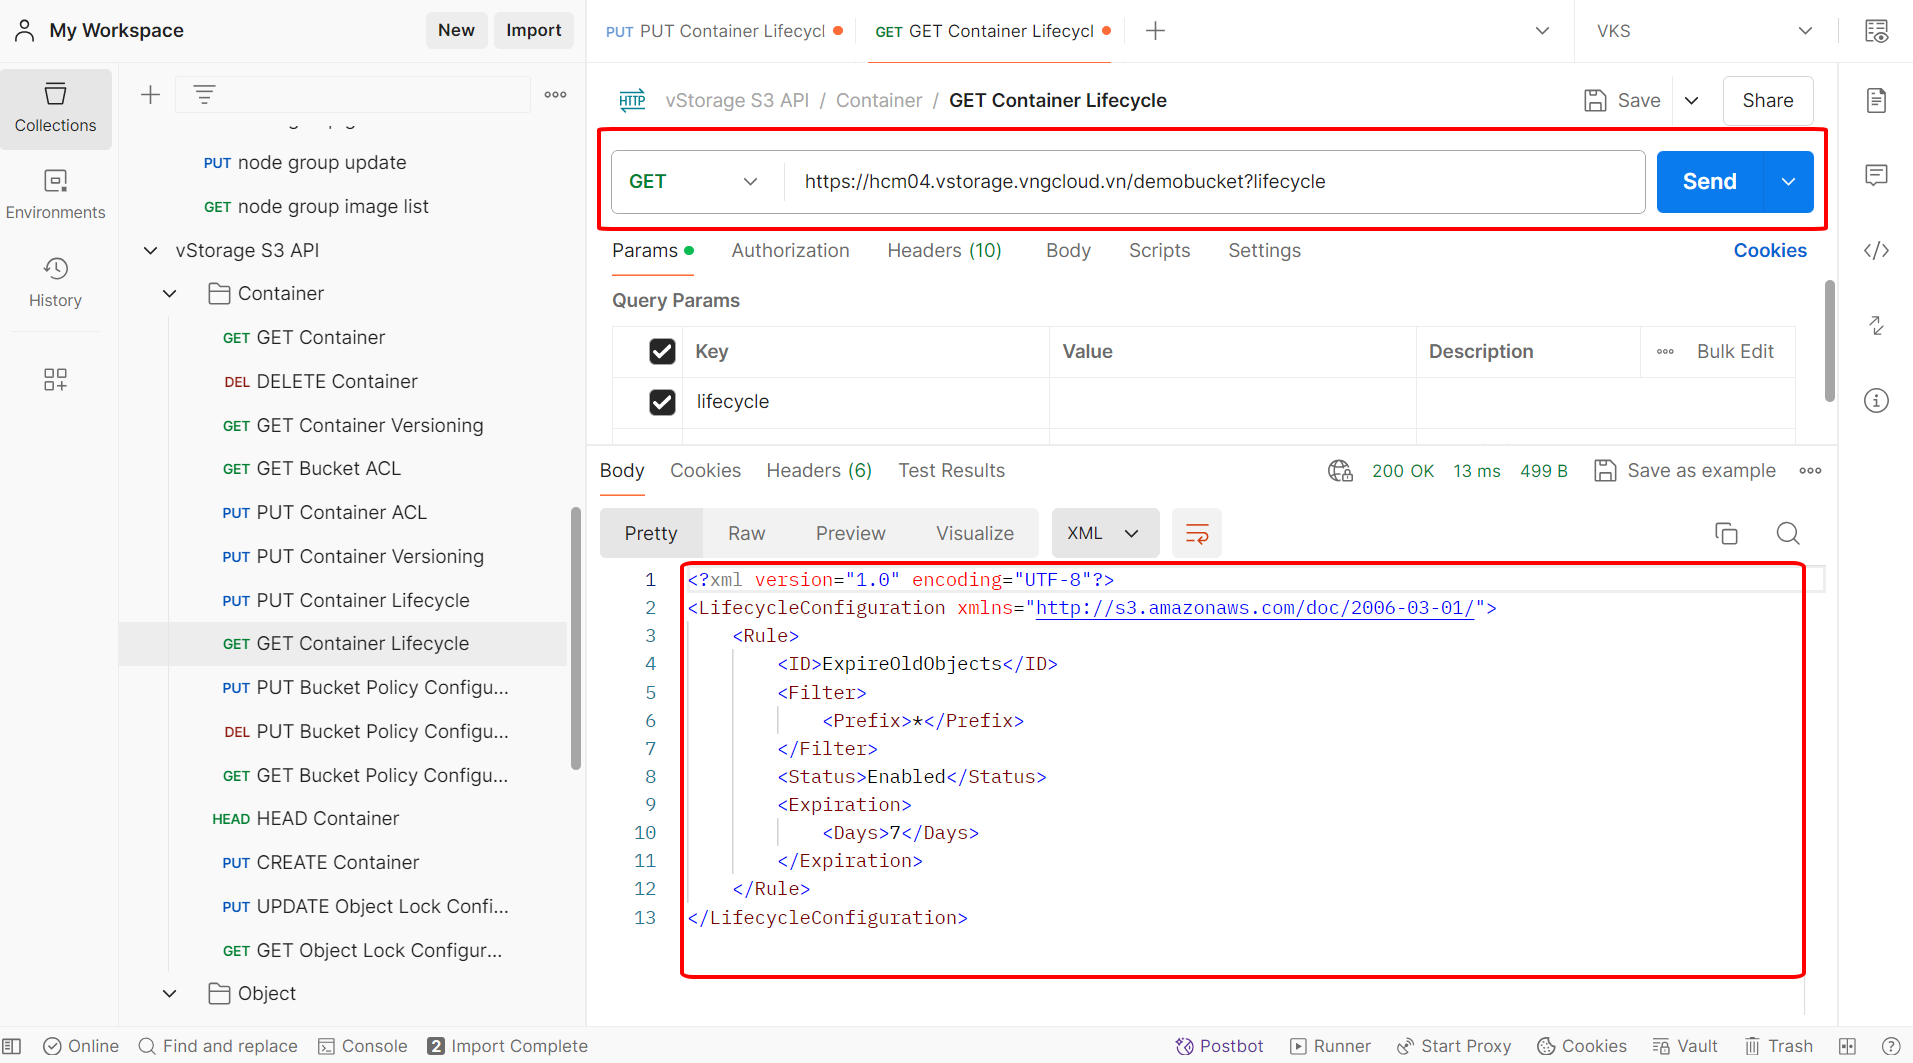 My Workspace
New
Import
PUT PUT Container Lifecycl
GET GET Container Lifecycl
VKS
Collections
Environments
History
PUT node group update
GET node group image list
vStorage S3 API
Container
GET GET Container
DEL DELETE Container
GET GET Container Versioning
GET GET Bucket ACL
PUT PUT Container ACL
PUT PUT Container Versioning
PUT PUT Container Lifecycle
GET GET Container Lifecycle
PUT PUT Bucket Policy Configu...
DEL PUT Bucket Policy Configu...
GET GET Bucket Policy Configu...
HEAD HEAD Container
PUT CREATE Container
PUT UPDATE Object Lock Confi...
GET GET Object Lock Configur...
Object
HTTP vStorage S3 API / Container / GET Container Lifecycle
Save
Share
GET
https://hcm04.vstorage.vngcloud.vn/demobucket?lifecycle
Send
Params
Authorization
Headers (10)
Body
Scripts
Settings
Cookies
Query Params
Key
Value
Description
Bulk Edit
lifecycle
Body
Cookies
Headers (6)
Test Results
200 OK
13 ms
499 B
Save as example
Pretty
Raw
Preview
Visualize
XML
1 <?xml version="1.0" encoding="UTF-8"?>
2 <LifecycleConfiguration xmlns="http://s3.amazonaws.com/doc/2006-03-01/">
3 <Rule>
4 <ID>ExpireOldObjects</ID>
5 <Filter>
6 <Prefix>*</Prefix>
7 </Filter>
8 <Status>Enabled</Status>
9 <Expiration>
10 <Days>7</Days>
11 </Expiration>
12 </Rule>
13 </LifecycleConfiguration>
Online
Find and replace
Console
2 Import Complete
Postbot
Runner
Start Proxy
Cookies
Vault
Trash